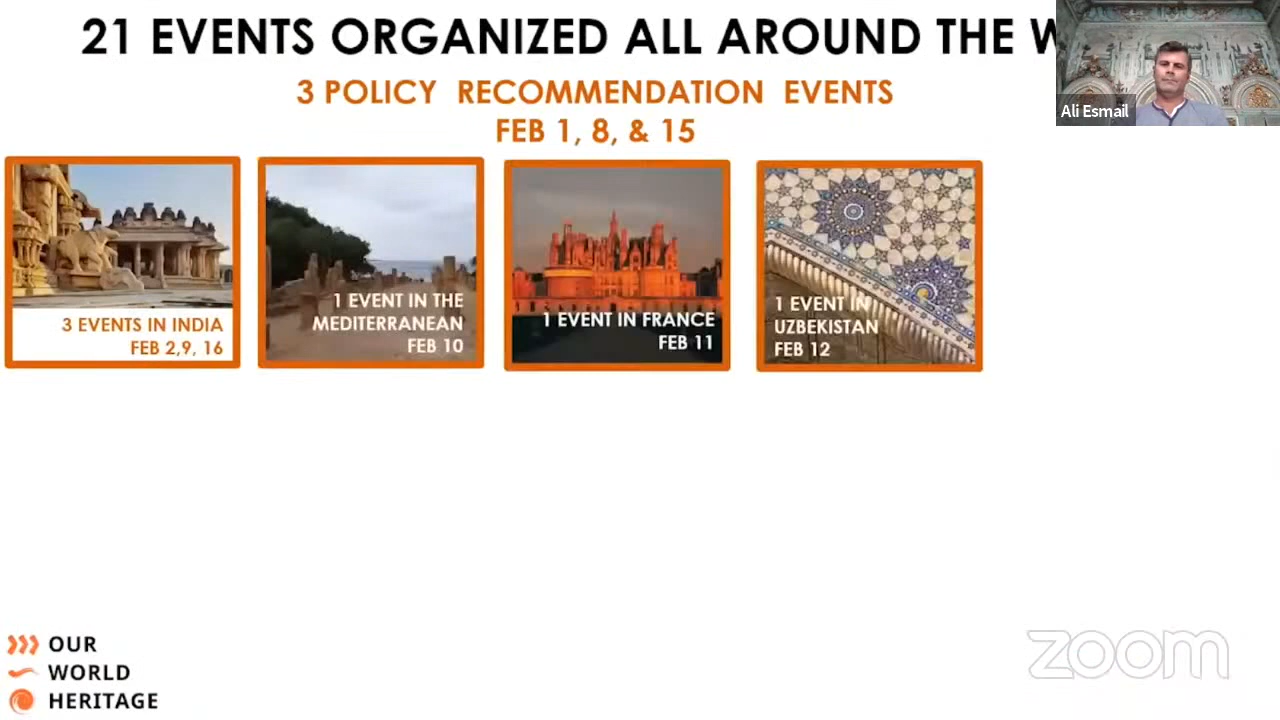 21 EVENTS ORGANIZED ALL AROUND THE
3 POLICY RECOMMENDATION EVENTS
FEB 1, 8, & 15
Ali Esmail
3 EVENTS IN INDIA
FEB 2,9, 16
1 EVENT IN THE
MEDITERRANEAN
FEB 10
1 EVENT IN FRANCE
FEB 11
1 EVENT IN
UZBEKISTAN
FEB 12
OUR
WORLD
HERITAGE
zoom